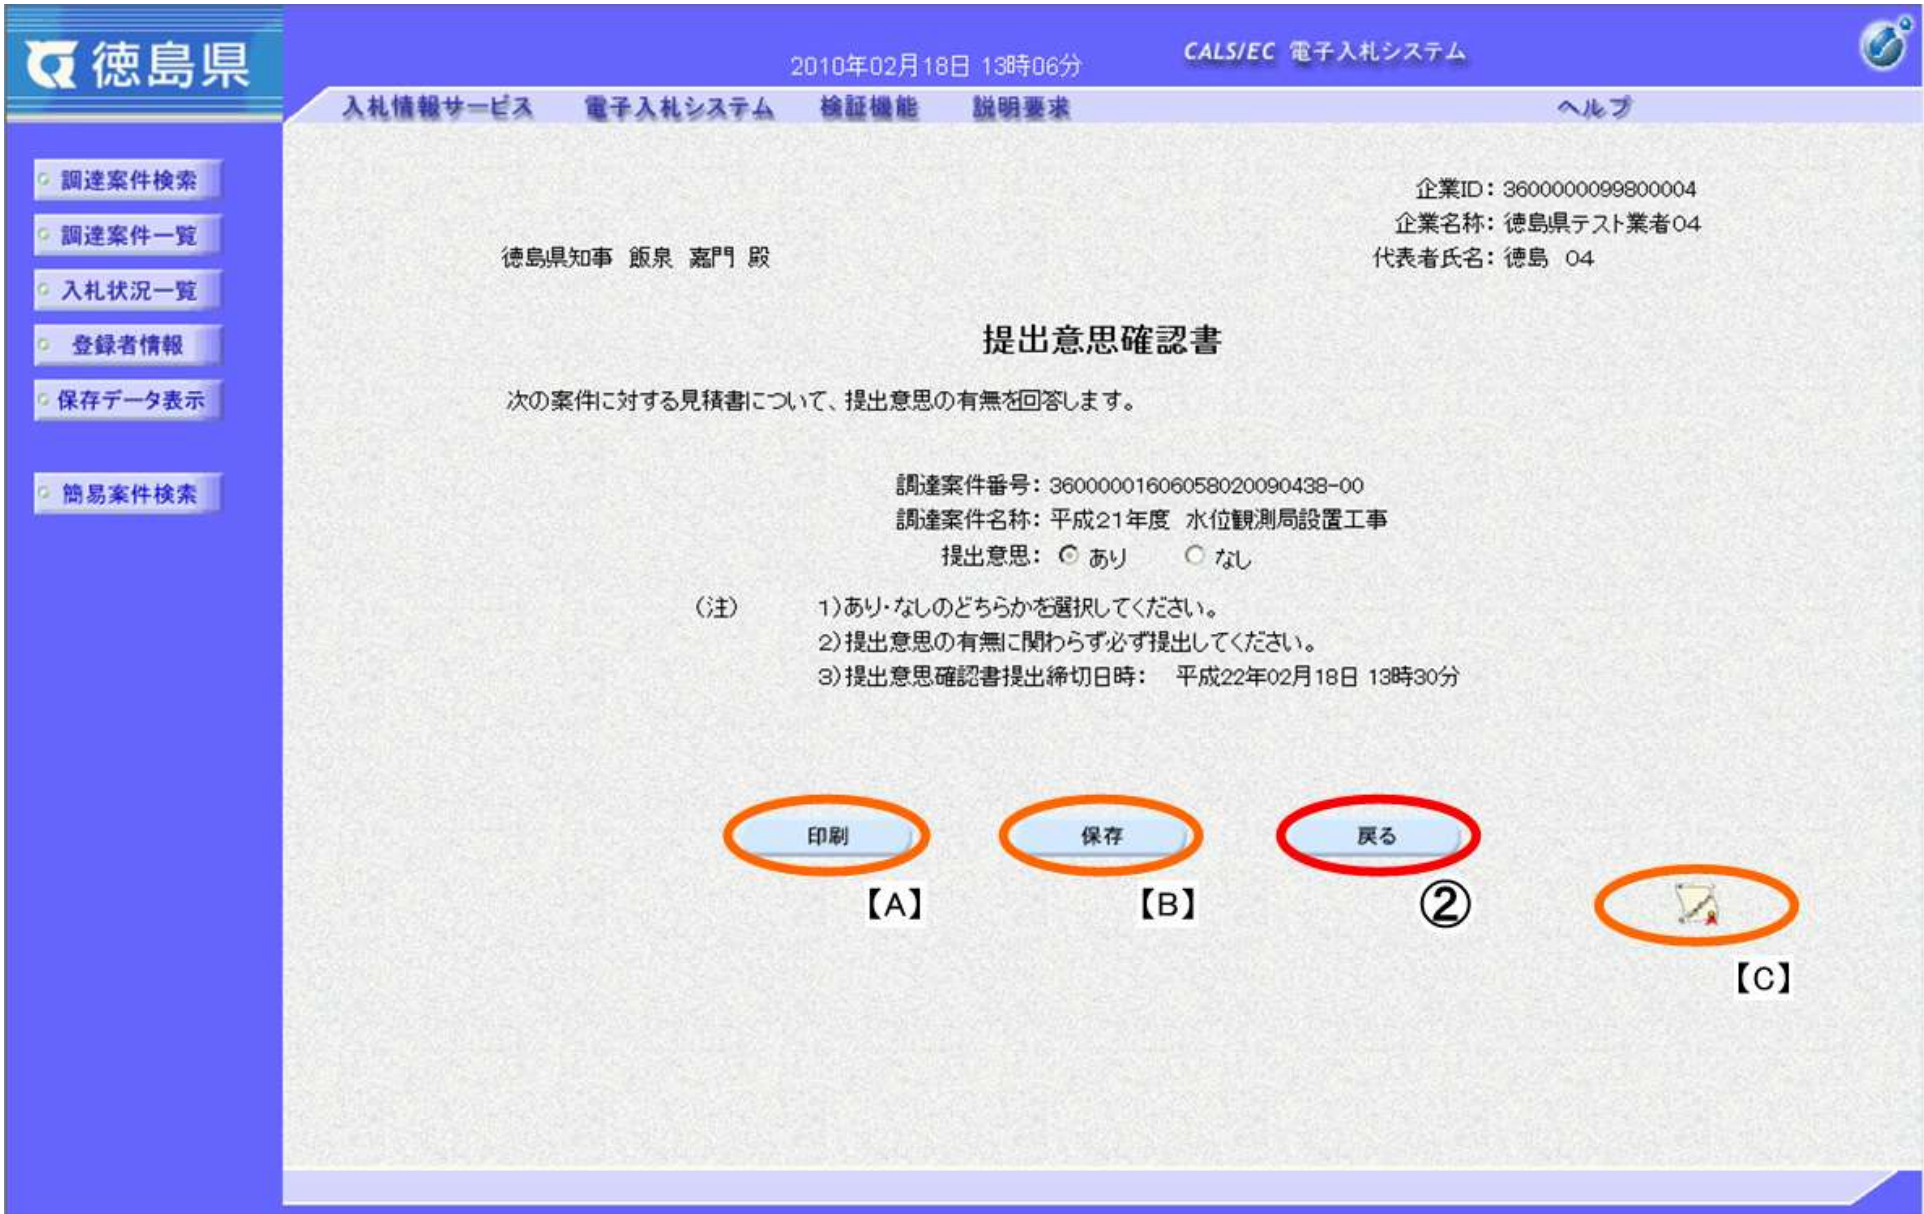 徳島県
2010年02月18日 13時06分
CALS/EC 電子入札システム
入札情報サービス 電子入札システム 検証機能 説明要求 ヘルプ
調達案件検索
調達案件一覧
入札状況一覧
登録者情報
保存データ表示
簡易案件検索
企業ID：3600000099800004
企業名称：徳島県テスト業者04
徳島県知事 飯泉 嘉門 殿
代表者氏名：徳島 04
提出意思確認書
次の案件に対する見積書について、提出意思の有無を回答します。
調達案件番号：36000001606058020090438-00
調達案件名称：平成21年度 水位観測局設置工事
提出意思： あり なし
（注） 1)あり・なしのどちらかを選択してください。
2)提出意思の有無に関わらず必ず提出してください。
3)提出意思確認書提出締切日時： 平成22年02月18日 13時30分
印刷 保存 戻る
【A】 【B】 ②
【C】